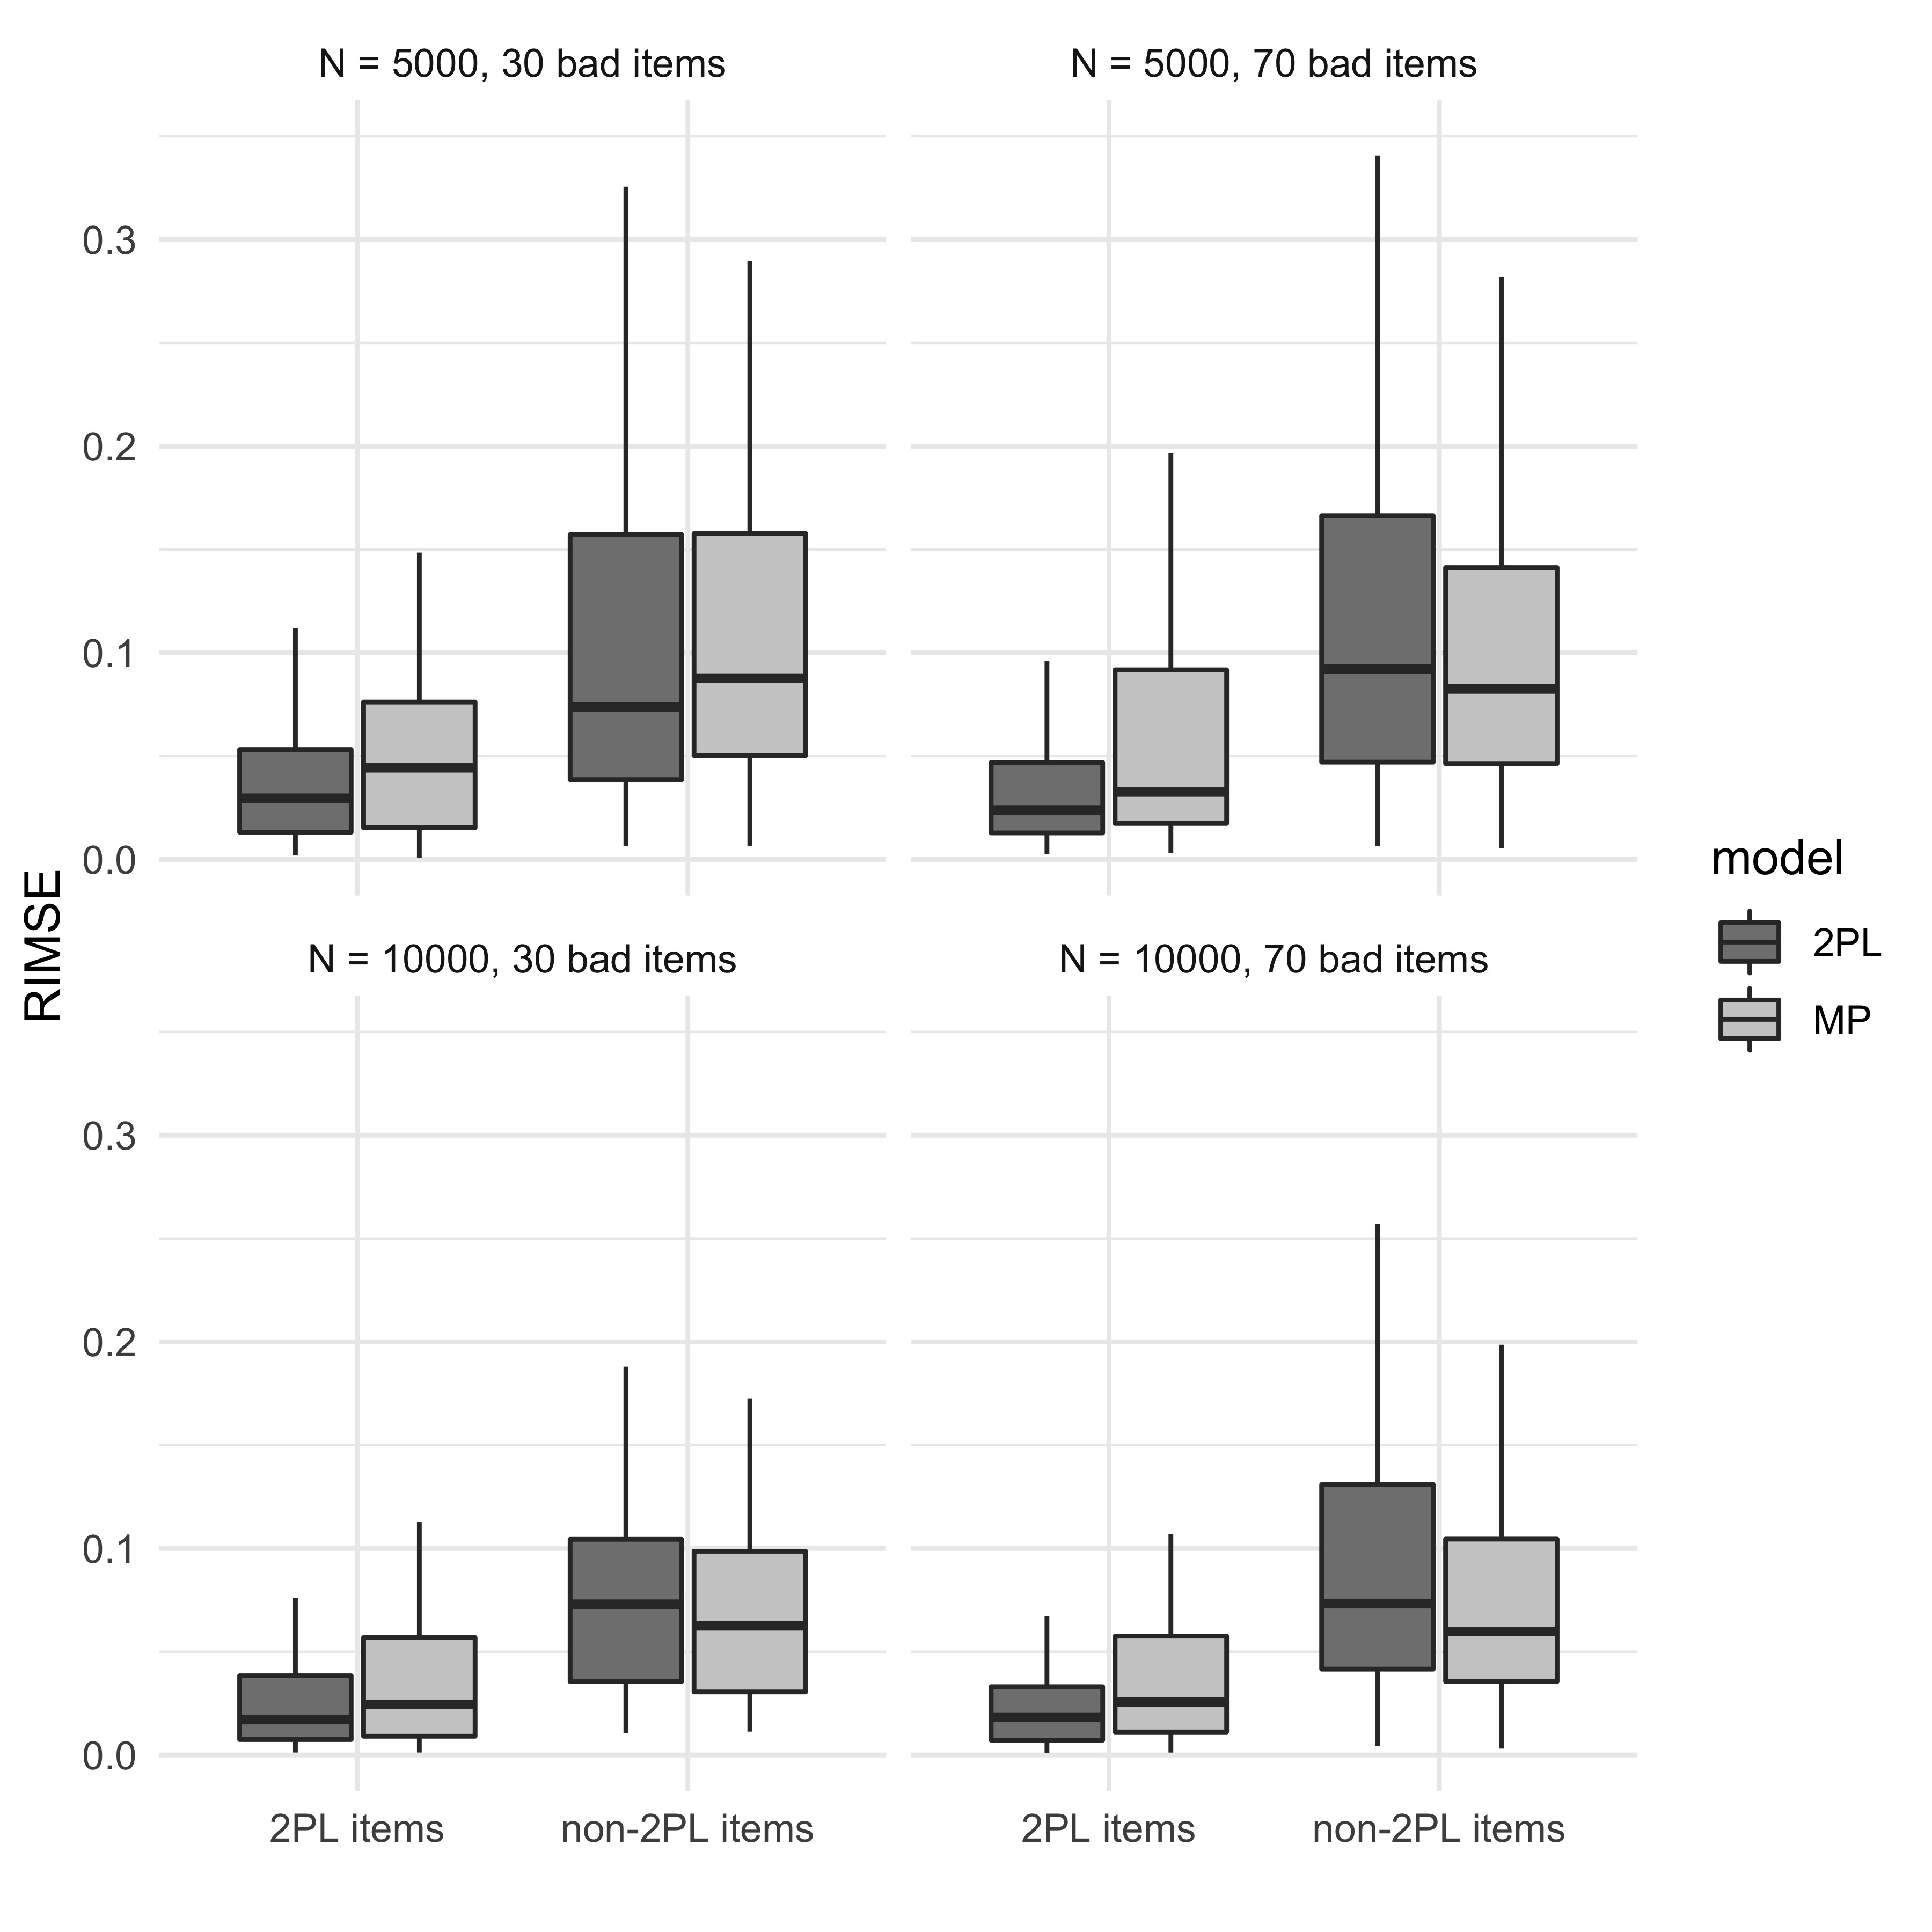 N = 5000, 30 bad items
N = 5000, 70 bad items
0.3
0.2
0.1
0.0
RIMSE
N = 10000, 30 bad items
N = 10000, 70 bad items
0.3
0.2
0.1
0.0
2PL items
non-2PL items
2PL items
non-2PL items
model
2PL
MP